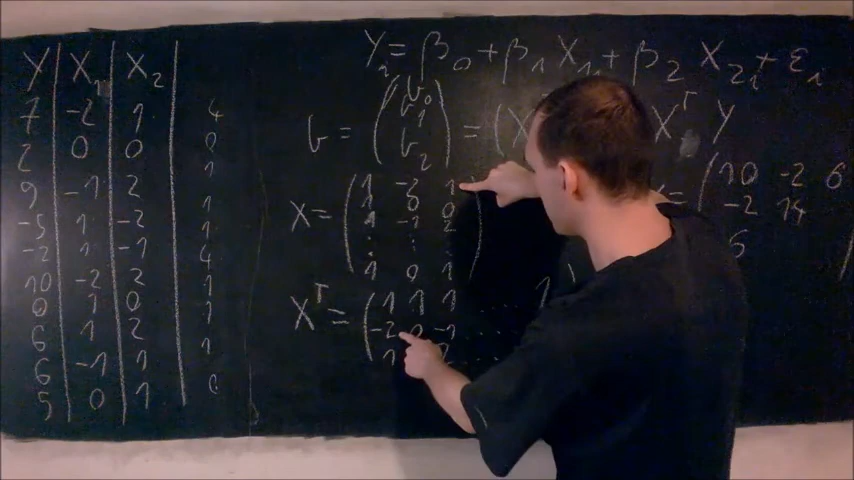 Y X₁ X₂
7 -2 1 4
2 0 0 0
9 -1 2 1
-5 1 -2 1
-2 1 -1 1
10 -2 2 4
0 1 0 1
6 1 2 1
6 -1 1 1
5 0 1 0
Yᵢ = β₀ + β₁ X₁ᵢ + β₂ X₂ᵢ + εᵢ
b = (b₀ b₁ b₂) = (X Xᵀ Y
X = (1 -2 1
1 0 0
1 -1 2
⋮ ⋮
1 0 1)
Xᵀ = (1 1 1
-2 0 -1
1
= (10 -2 6
-2 14
6